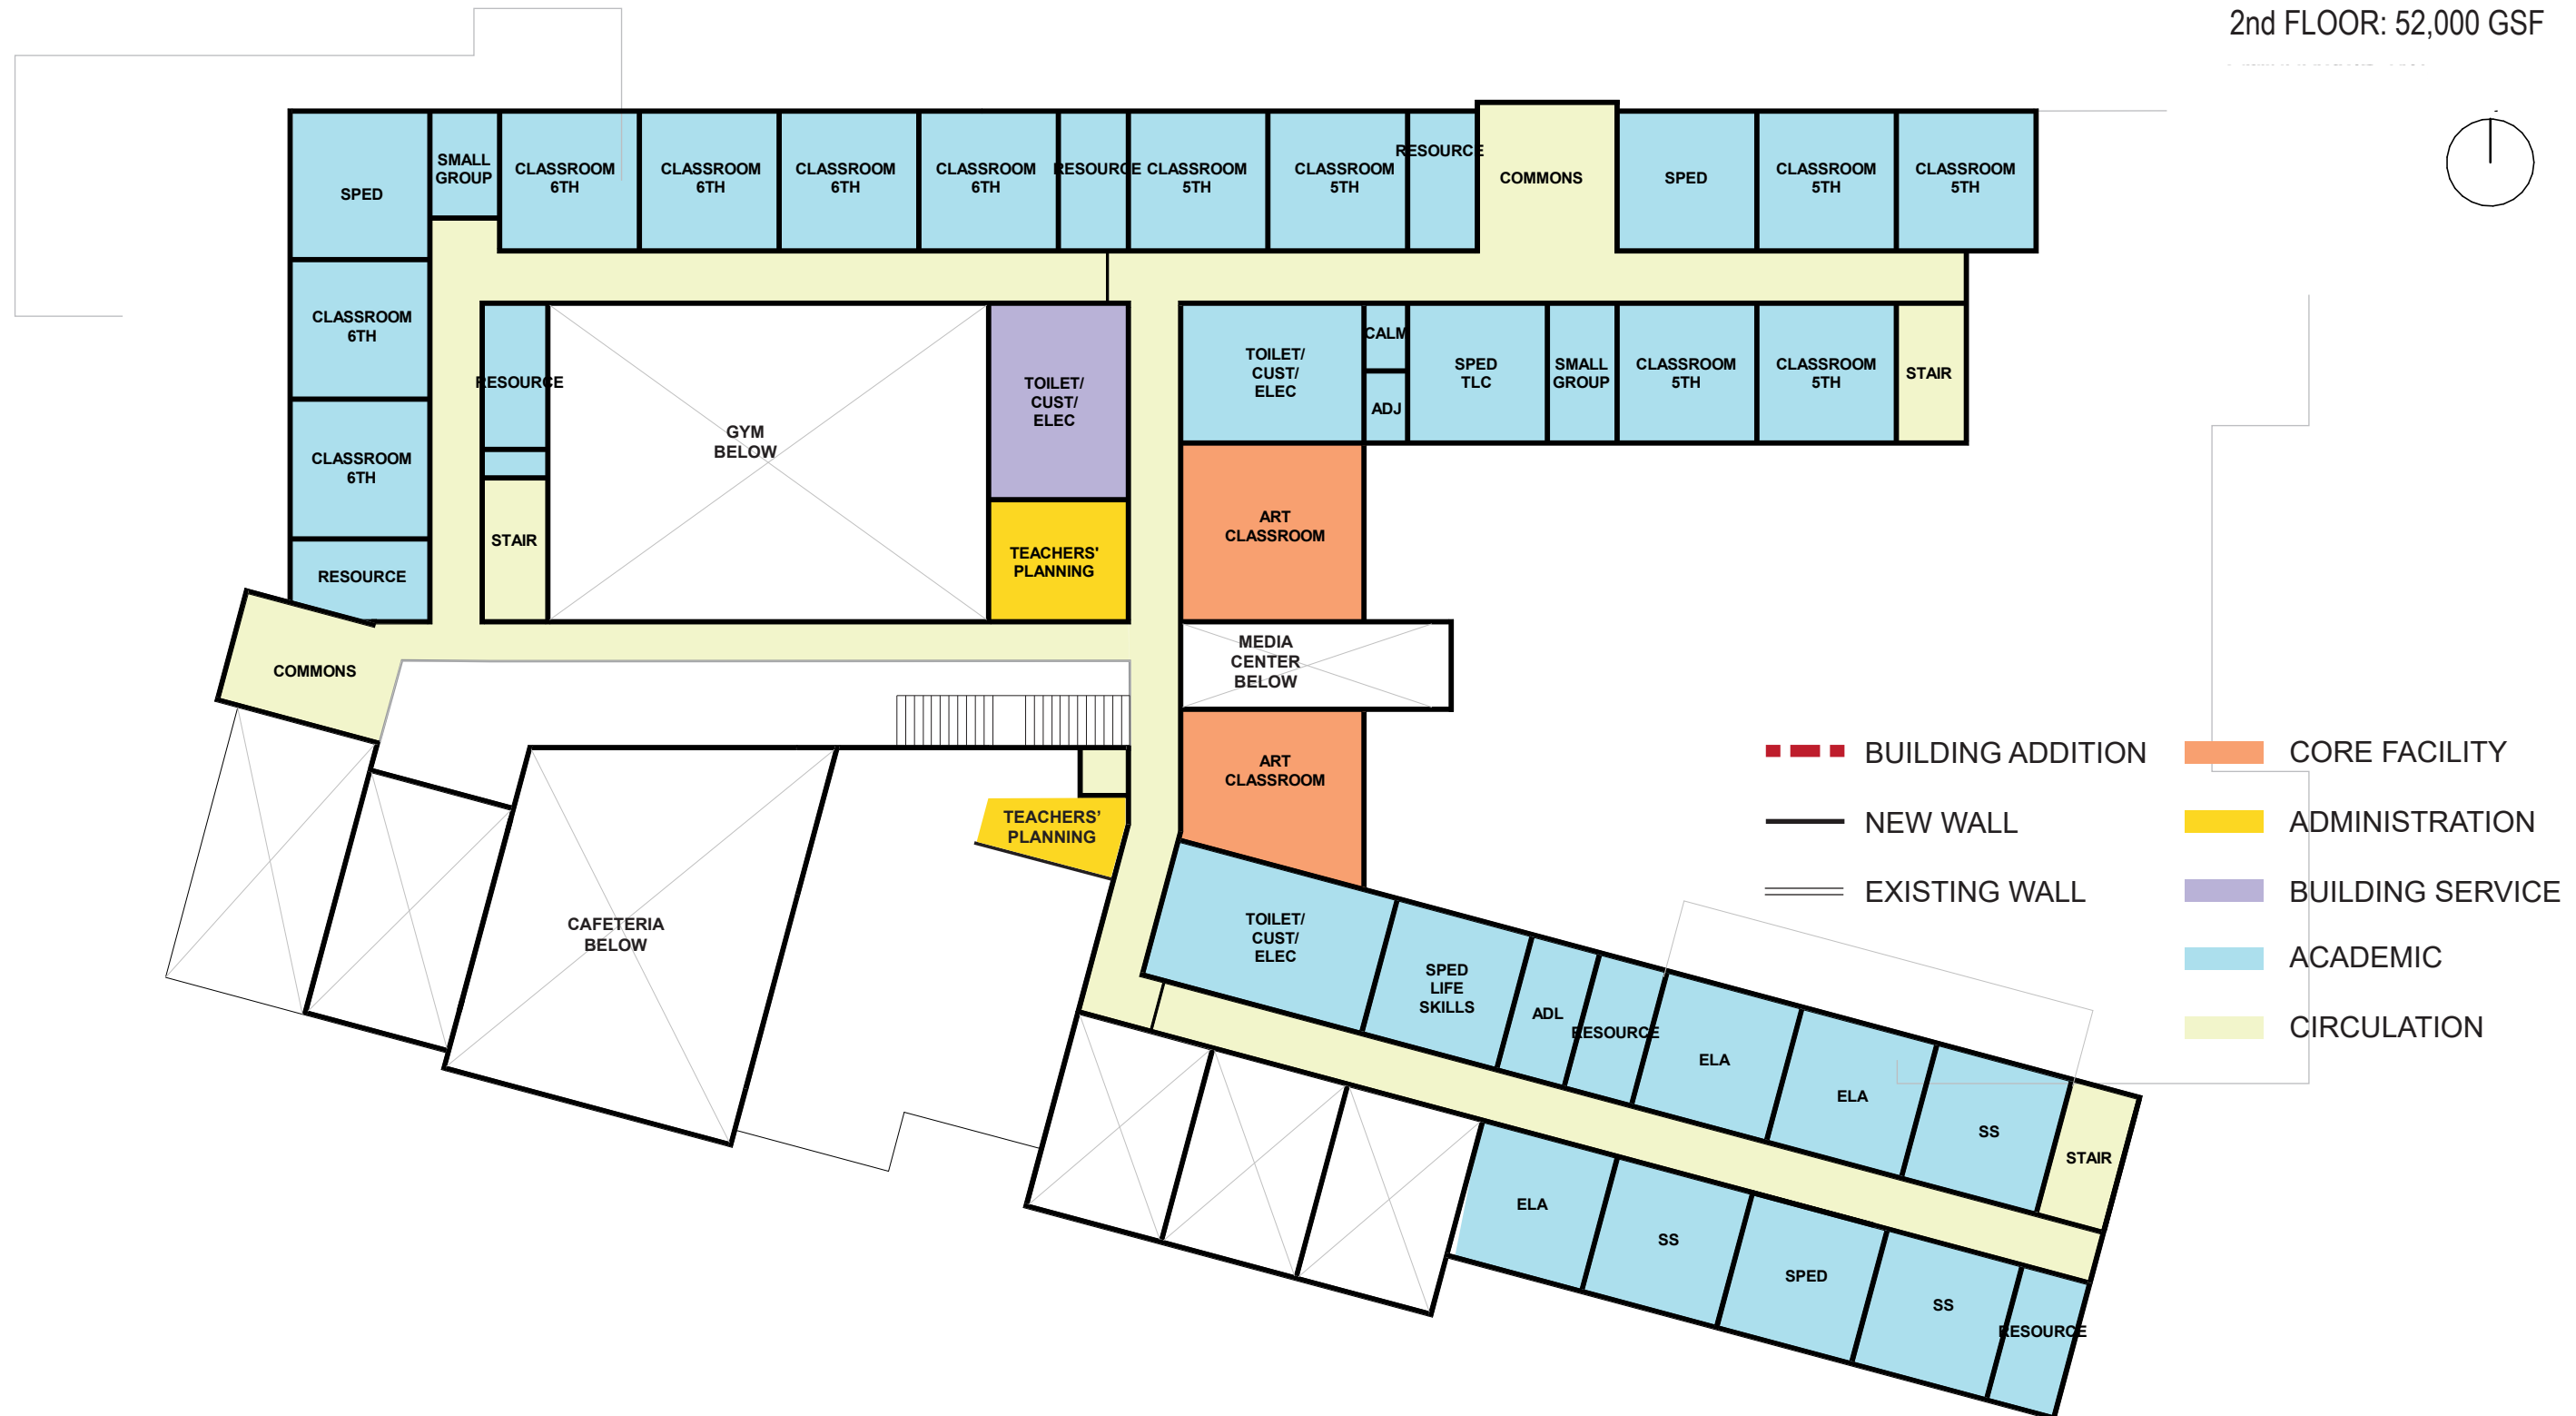 2nd FLOOR: 52,000 GSF
SPED
SMALL
GROUP
CLASSROOM
6TH
CLASSROOM
6TH
CLASSROOM
6TH
CLASSROOM
6TH
RESOURCE
CLASSROOM
5TH
CLASSROOM
5TH
RESOURCE
COMMONS
SPED
CLASSROOM
5TH
CLASSROOM
5TH
CLASSROOM
6TH
CLASSROOM
6TH
RESOURCE
COMMONS
RESOURCE
STAIR
GYM
BELOW
TOILET/
CUST/
ELEC
TEACHERS'
PLANNING
TOILET/
CUST/
ELEC
CALM
ADJ
SPED
TLC
SMALL
GROUP
CLASSROOM
5TH
CLASSROOM
5TH
STAIR
ART
CLASSROOM
MEDIA
CENTER
BELOW
ART
CLASSROOM
TEACHERS’
PLANNING
CAFETERIA
BELOW
TOILET/
CUST/
ELEC
SPED
LIFE
SKILLS
ADL
RESOURCE
ELA
ELA
SS
STAIR
ELA
SS
SPED
SS
RESOURCE
BUILDING ADDITION
NEW WALL
EXISTING WALL
CORE FACILITY
ADMINISTRATION
BUILDING SERVICE
ACADEMIC
CIRCULATION